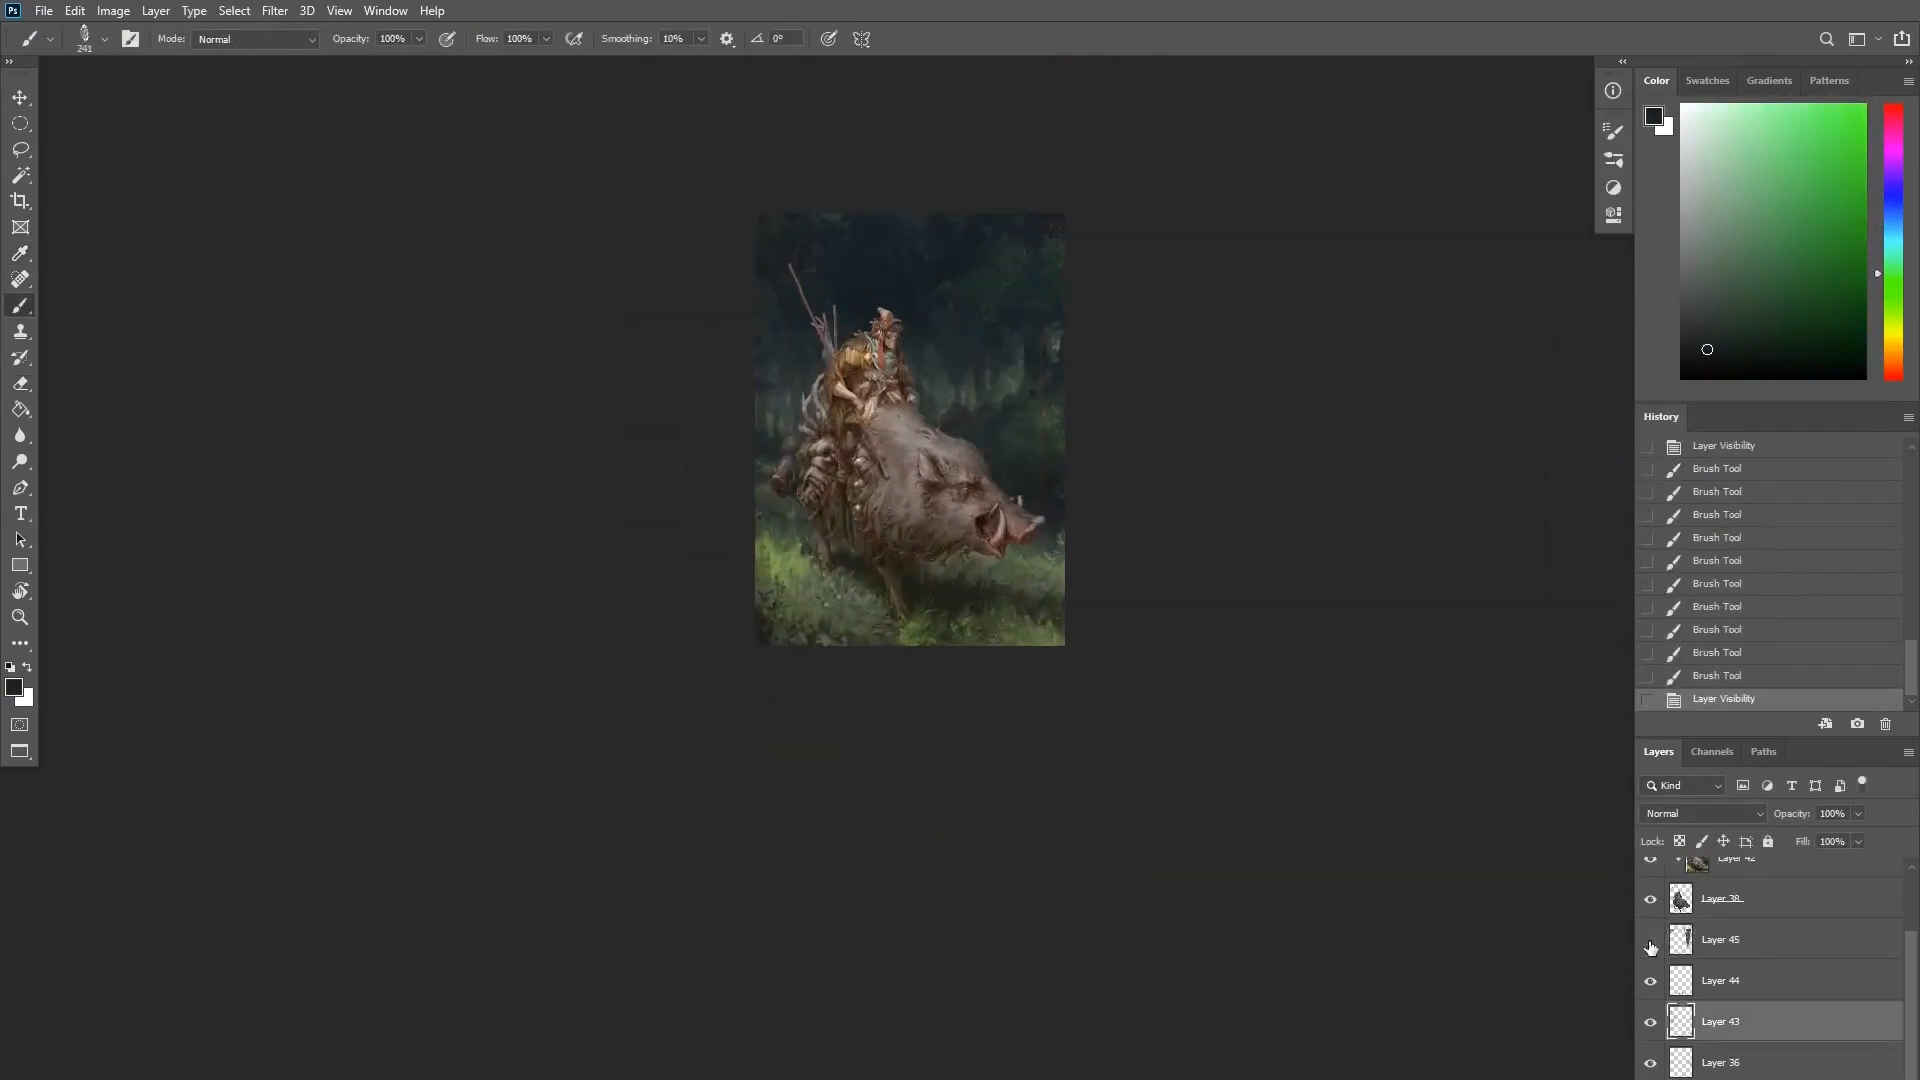 Ps File Edit Image Layer Type Select Filter 3D View Window Help
241 Mode: Normal Opacity: 100% Flow: 100% Smoothing: 10% 0°
Color Swatches Gradients Patterns
History
Layer Visibility
Brush Tool
Brush Tool
Brush Tool
Brush Tool
Brush Tool
Brush Tool
Brush Tool
Brush Tool
Brush Tool
Brush Tool
Layer Visibility
Layers Channels Paths
Kind
Normal Opacity: 100%
Lock: Fill: 100%
Layer 42
Layer 38
Layer 45
Layer 44
Layer 43
Layer 36